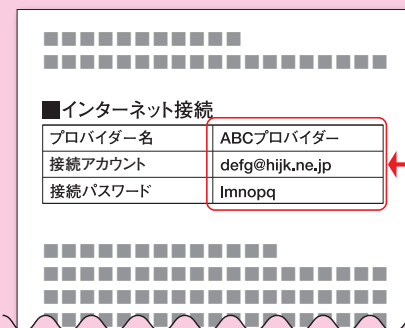 ■インターネット接続
プロバイダー名 ABCプロバイダー
接続アカウント defg@hijk.ne.jp
接続パスワード lmnopq